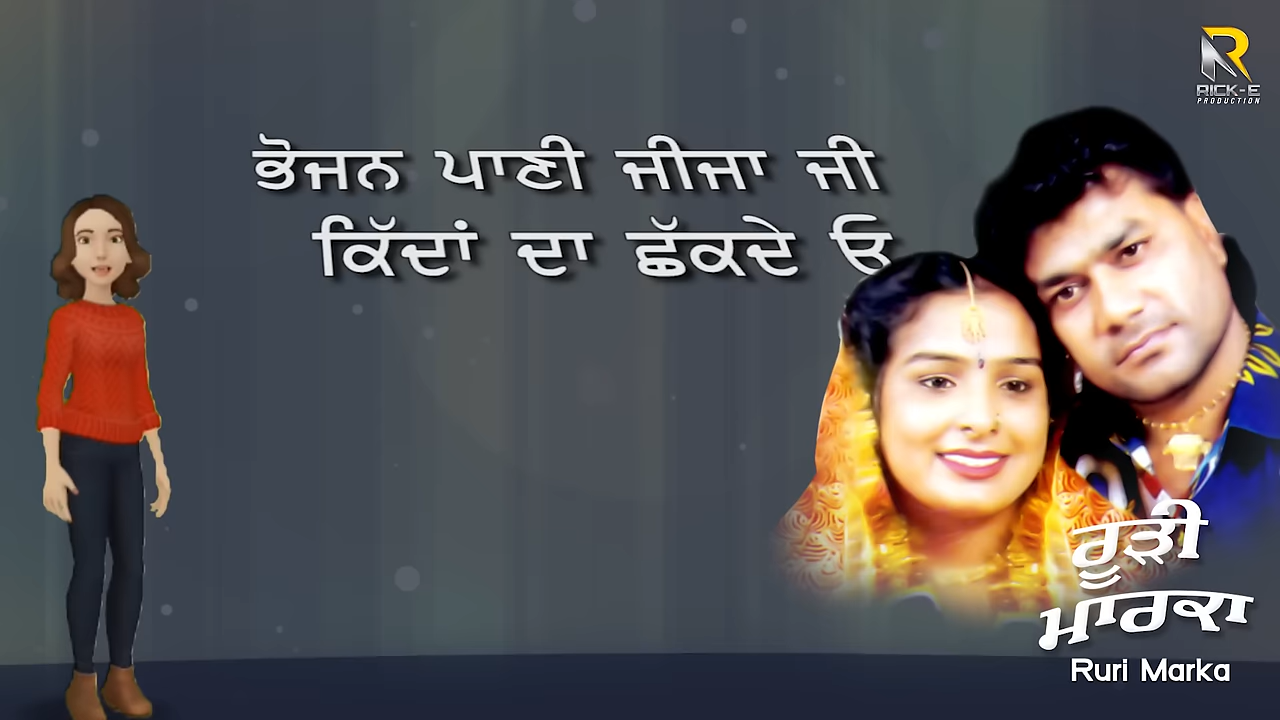 RICK-E
PRODUCTION
ਭੋਜਨ ਪਾਣੀ ਜੀਜਾ ਜੀ
ਕਿੱਦਾਂ ਦਾ ਛੱਕਦੇ ਓ
ਰੂੜੀ
ਮਾਰਕਾ
Ruri Marka